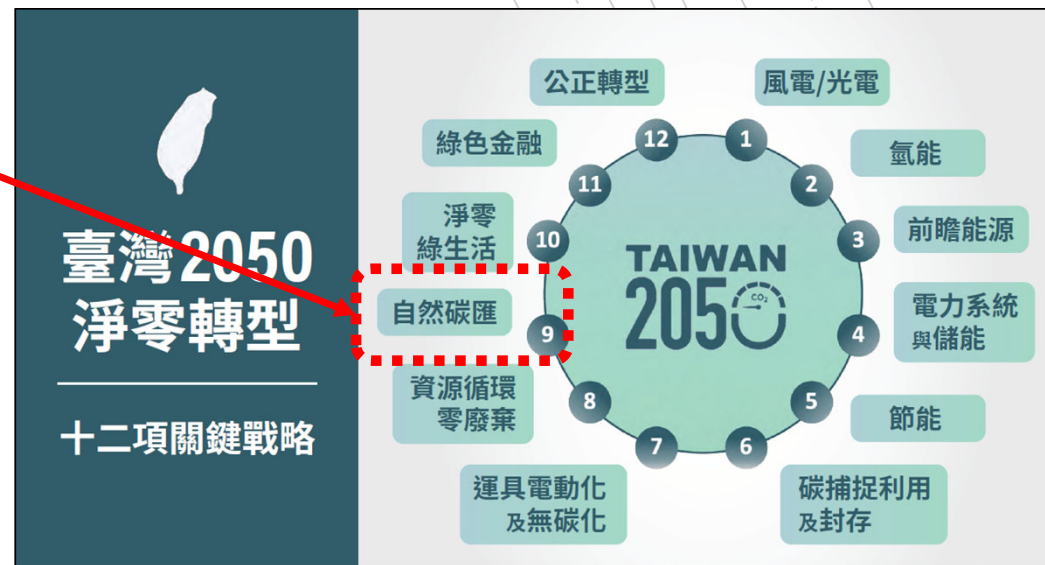 臺灣2050
淨零轉型
十二項關鍵戰略
TAIWAN
2050
CO₂
1
風電/光電
2
氫能
3
前瞻能源
4
電力系統
與儲能
5
節能
6
碳捕捉利用
及封存
7
運具電動化
及無碳化
8
資源循環
零廢棄
9
自然碳匯
10
淨零
綠生活
11
綠色金融
12
公正轉型